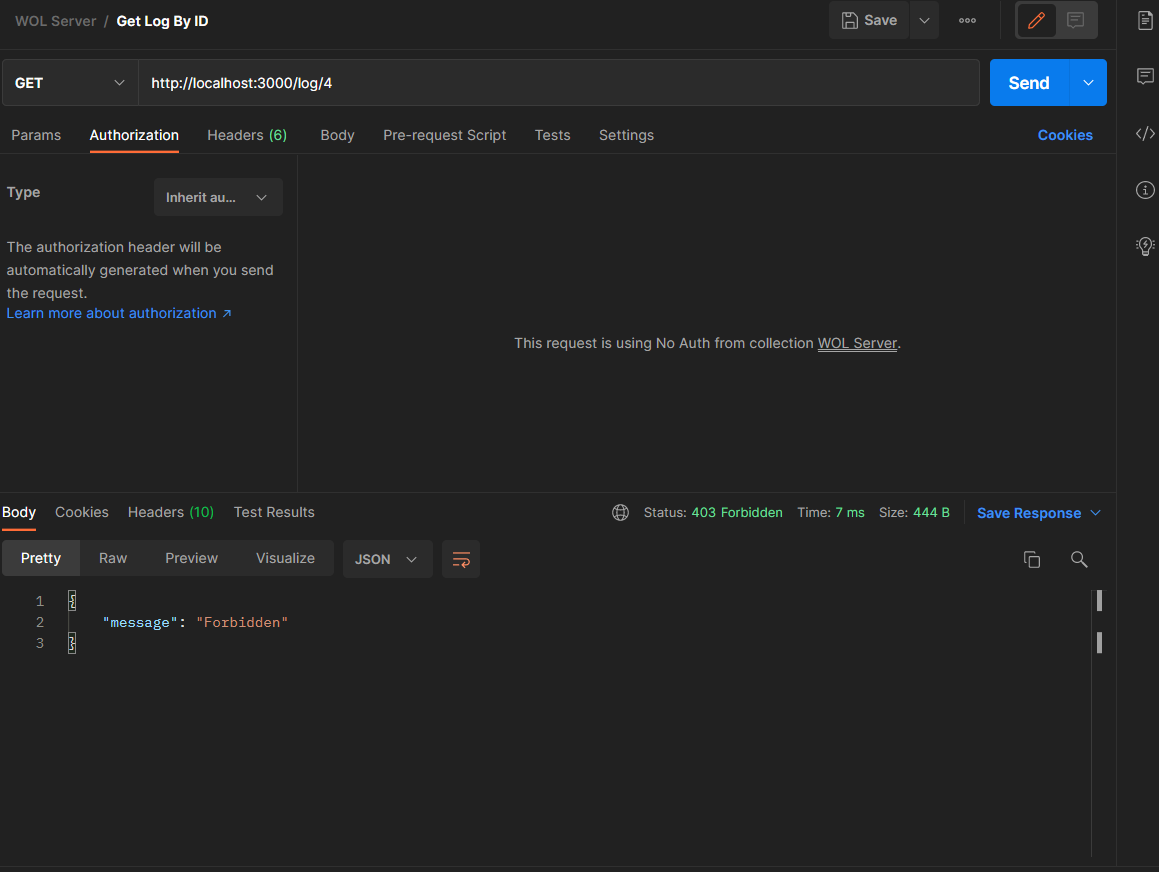 WOL Server / Get Log By ID
Save
GET
http://localhost:3000/log/4
Send
Params Authorization Headers (6) Body Pre-request Script Tests Settings Cookies
Type
Inherit au...
The authorization header will be
automatically generated when you send
the request.
Learn more about authorization ↗
This request is using No Auth from collection WOL Server.
Body Cookies Headers (10) Test Results
Status: 403 Forbidden Time: 7 ms Size: 444 B Save Response
Pretty Raw Preview Visualize JSON
1 {
2 "message": "Forbidden"
3 }